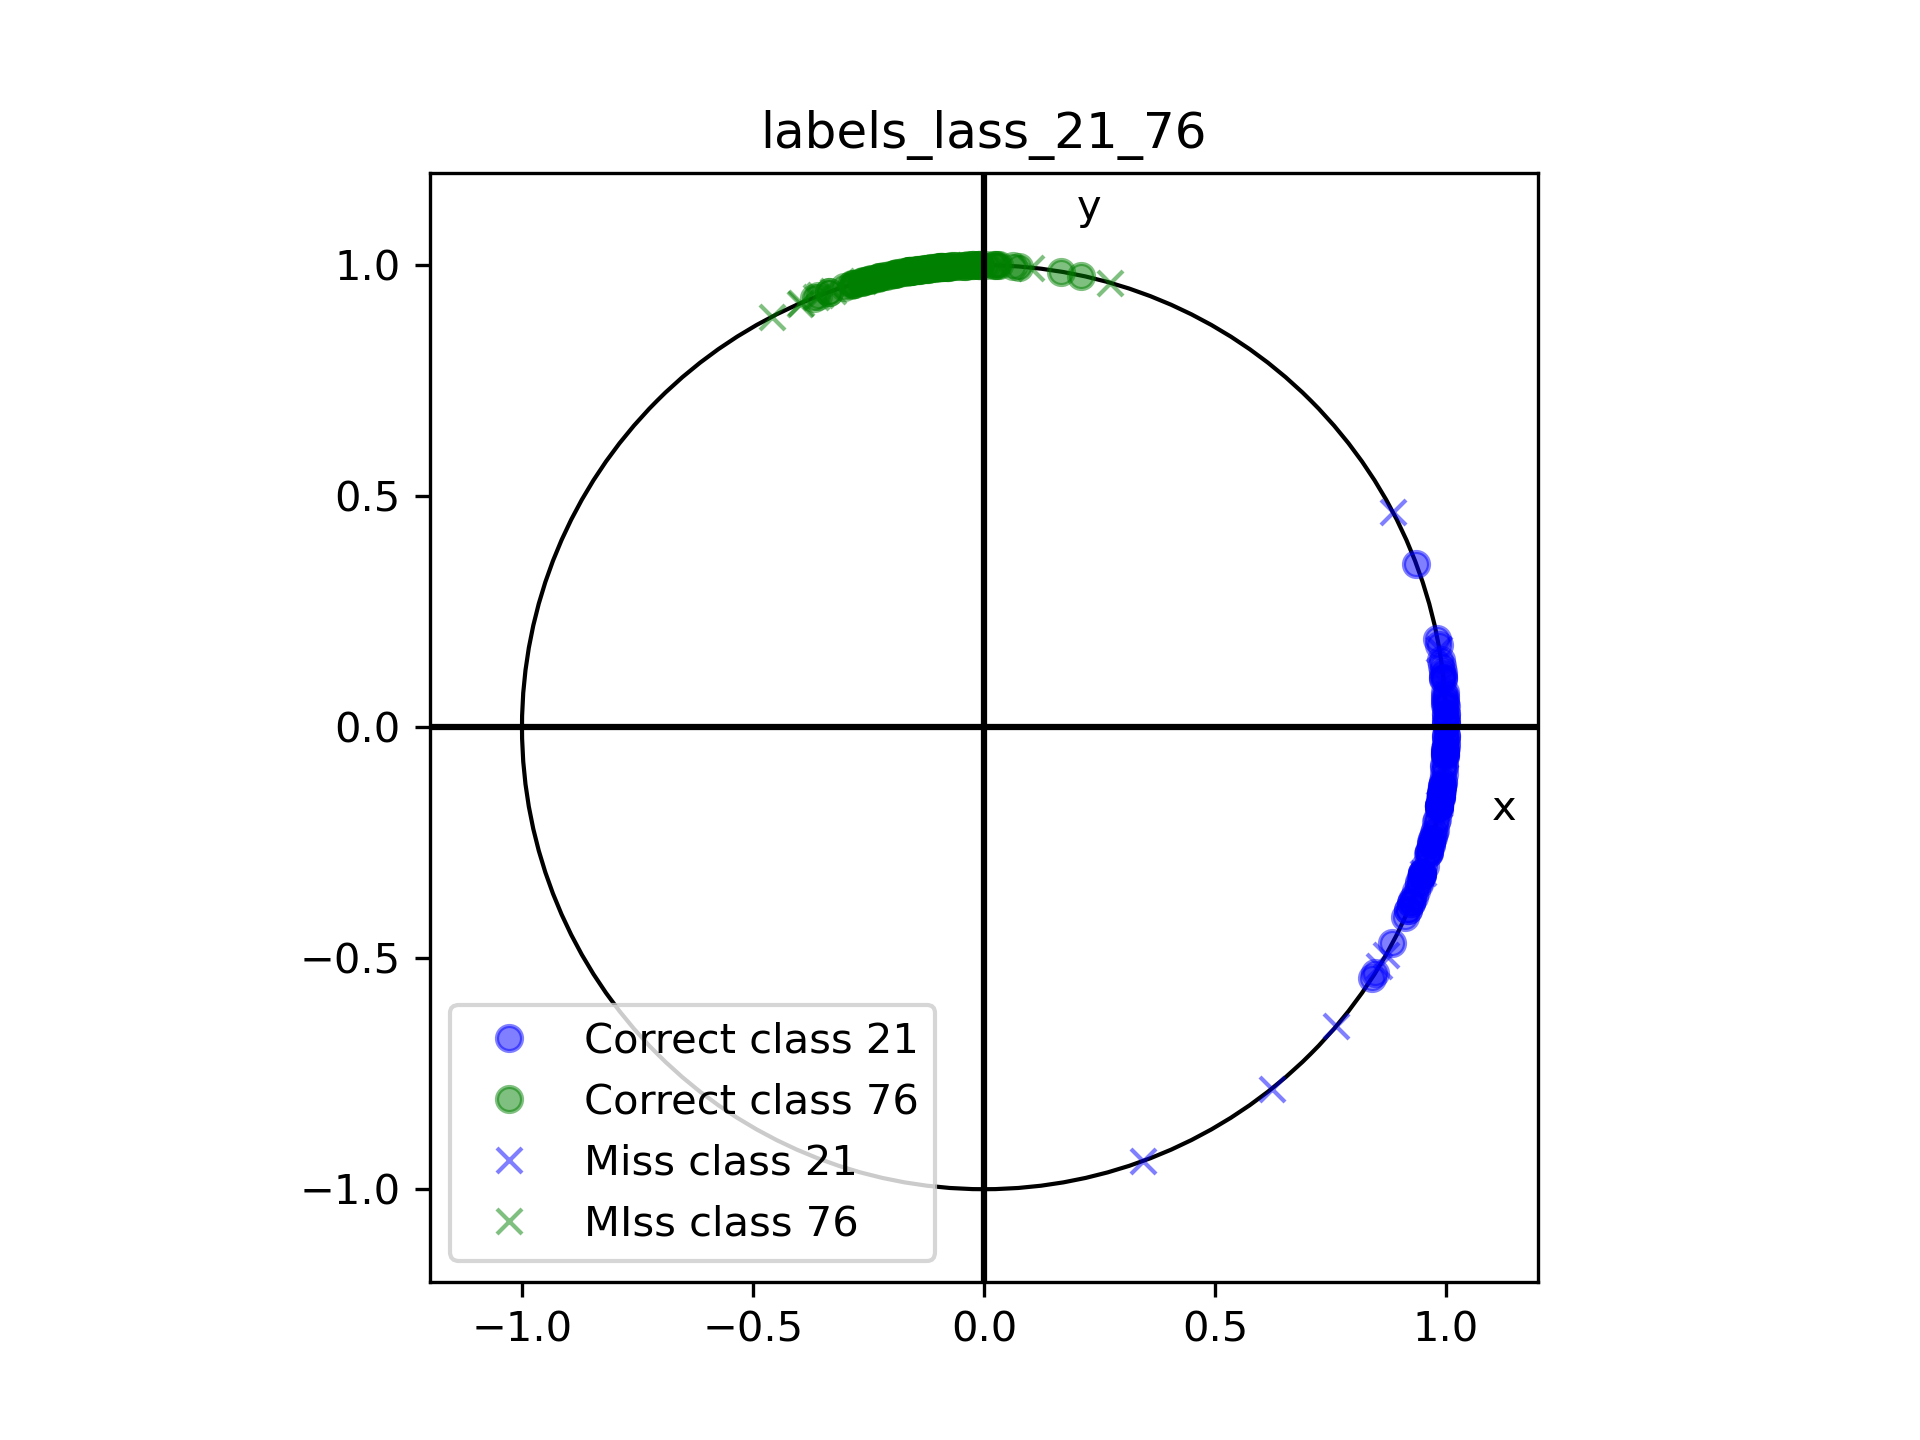 labels_lass_21_76
y
1.0
0.5
0.0
−0.5
−1.0
x
Correct class 21
Correct class 76
Miss class 21
MIss class 76
−1.0 −0.5 0.0 0.5 1.0